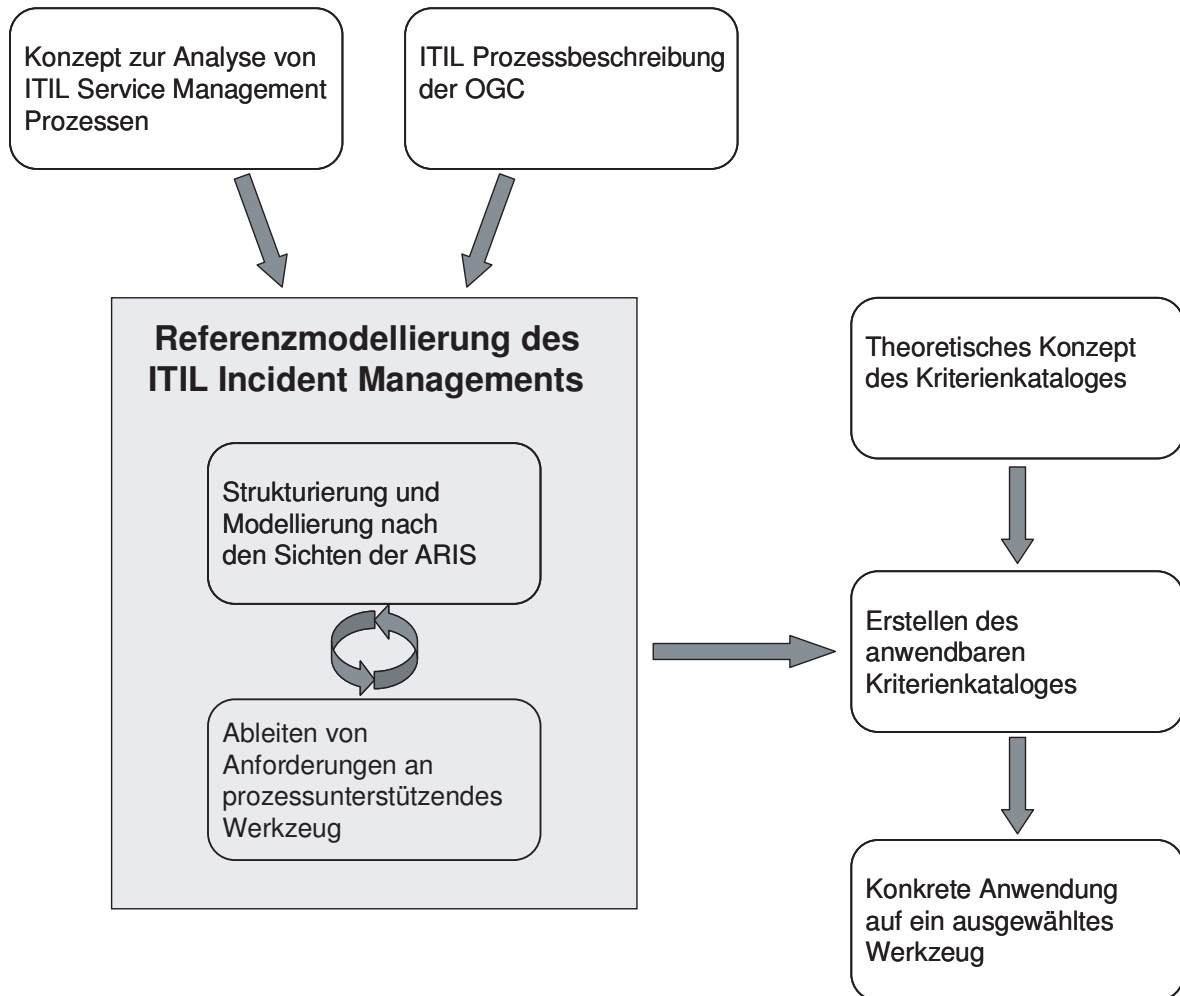 Konzept zur Analyse von
ITIL Service Management
Prozessen
ITIL Prozessbeschreibung
der OGC
Referenzmodellierung des
ITIL Incident Managements
Strukturierung und
Modellierung nach
den Sichten der ARIS
Ableiten von
Anforderungen an
prozessunterstützendes
Werkzeug
Theoretisches Konzept
des Kriterienkataloges
Erstellen des
anwendbaren
Kriterienkataloges
Konkrete Anwendung
auf ein ausgewähltes
Werkzeug